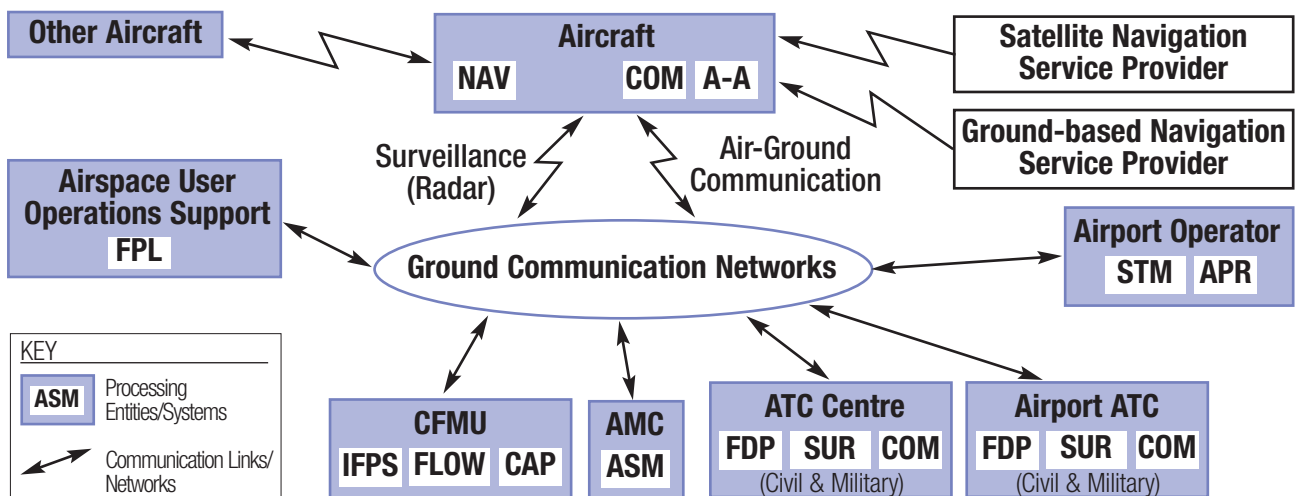 Other Aircraft
Aircraft
NAV COM A-A
Satellite Navigation
Service Provider
Ground-based Navigation
Service Provider
Surveillance
(Radar)
Air-Ground
Communication
Airspace User
Operations Support
FPL
Ground Communication Networks
Airport Operator
STM APR
KEY
ASM
Processing
Entities/Systems
Communication Links/
Networks
CFMU
IFPS FLOW CAP
AMC
ASM
ATC Centre
FDP SUR COM
(Civil & Military)
Airport ATC
FDP SUR COM
(Civil & Military)